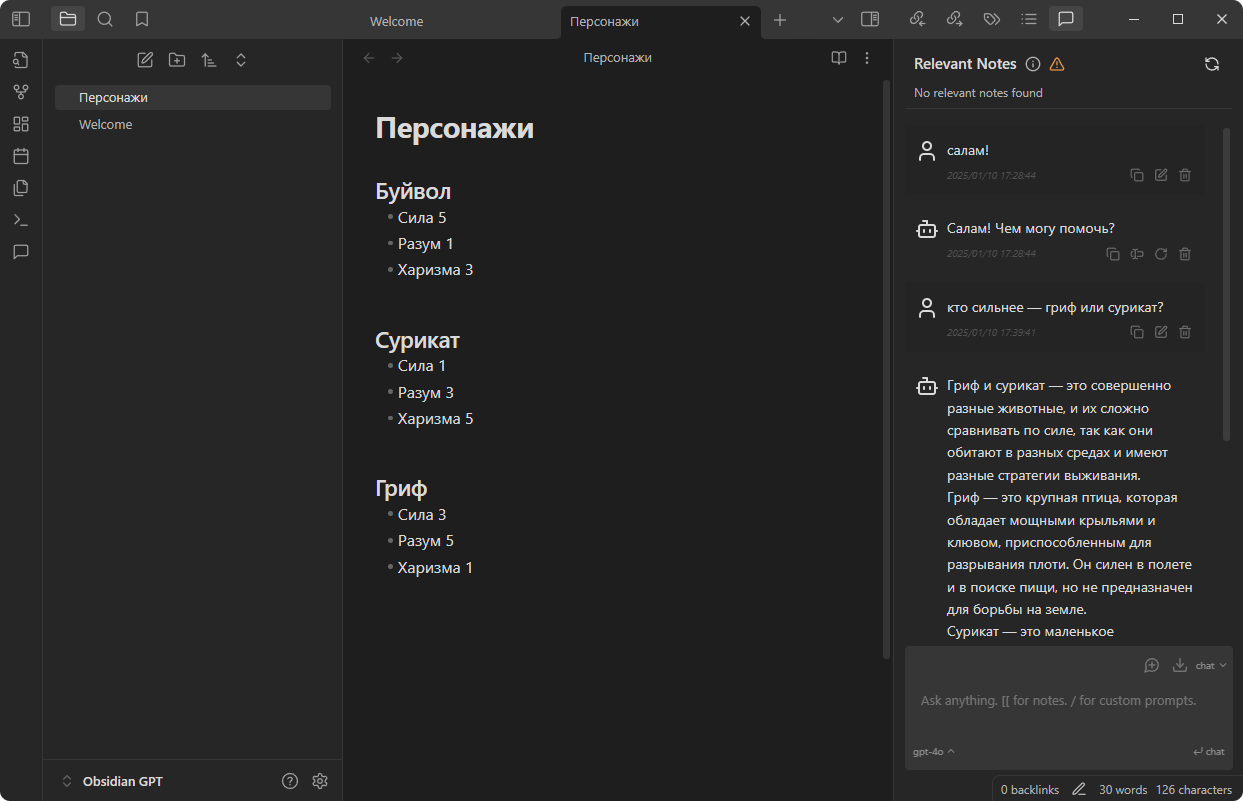 Welcome
Персонажи
Персонажи
Welcome
Obsidian GPT
Персонажи
Персонажи
Буйвол
Сила 5
Разум 1
Харизма 3
Сурикат
Сила 1
Разум 3
Харизма 5
Гриф
Сила 3
Разум 5
Харизма 1
Relevant Notes
No relevant notes found
салам!
2025/01/10 17:28:44
Салам! Чем могу помочь?
2025/01/10 17:28:44
кто сильнее — гриф или сурикат?
2025/01/10 17:39:41
Гриф и сурикат — это совершенно
разные животные, и их сложно
сравнивать по силе, так как они
обитают в разных средах и имеют
разные стратегии выживания.
Гриф — это крупная птица, которая
обладает мощными крыльями и
клювом, приспособленным для
разрывания плоти. Он силен в полете
и в поиске пищи, но не предназначен
для борьбы на земле.
Сурикат — это маленькое
chat
Ask anything. [[ for notes. / for custom prompts.
gpt-4o
chat
0 backlinks
30 words
126 characters